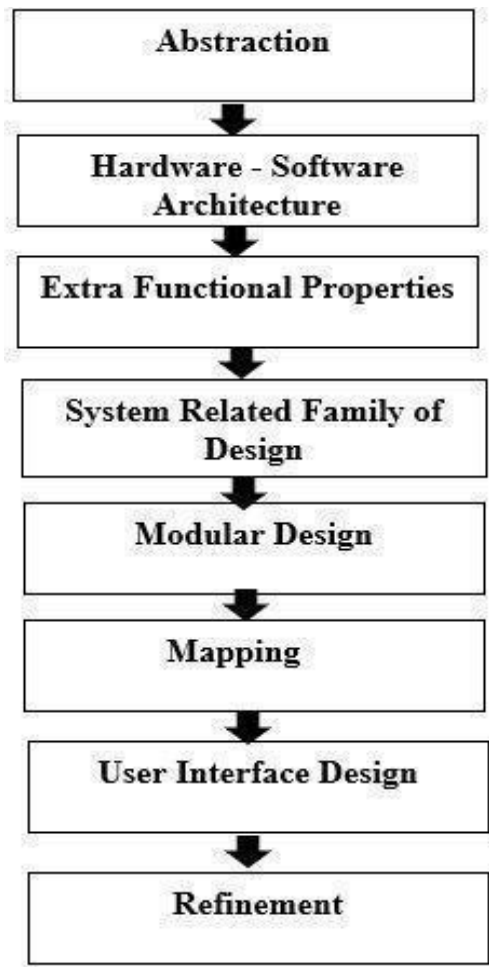 Abstraction
Hardware - Software
Architecture
Extra Functional Properties
System Related Family of
Design
Modular Design
Mapping
User Interface Design
Refinement